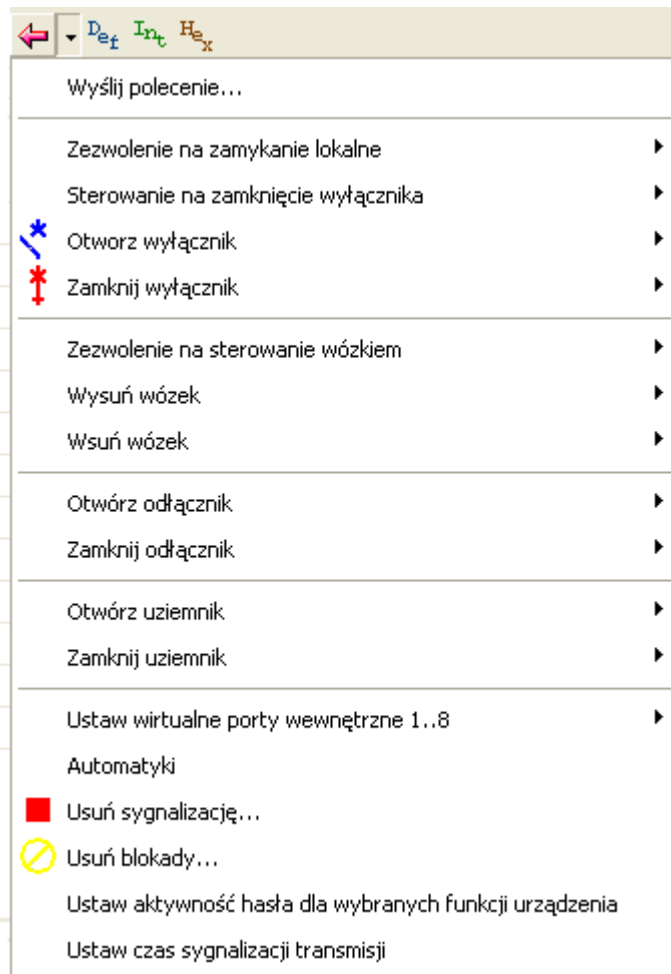 Def Int Hex
Wyślij polecenie...
Zezwolenie na zamykanie lokalne
Sterowanie na zamknięcie wyłącznika
Otworz wyłącznik
Zamknij wyłącznik
Zezwolenie na sterowanie wózkiem
Wysuń wózek
Wsuń wózek
Otwórz odłącznik
Zamknij odłącznik
Otwórz uziemnik
Zamknij uziemnik
Ustaw wirtualne porty wewnętrzne 1..8
Automatyki
Usuń sygnalizację...
Usuń blokady...
Ustaw aktywność hasła dla wybranych funkcji urządzenia
Ustaw czas sygnalizacji transmisji